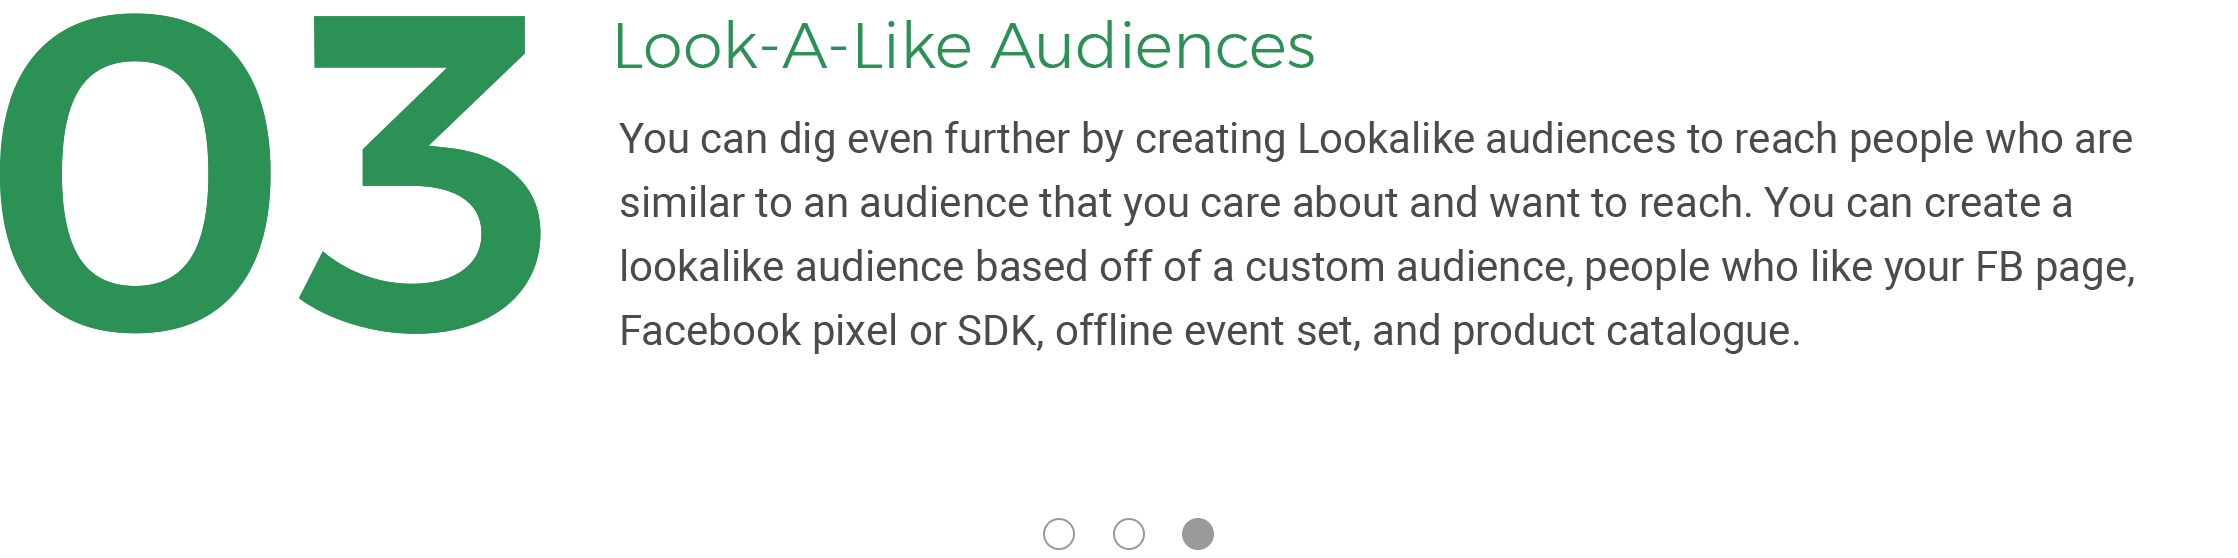 03
Look-A-Like Audiences
You can dig even further by creating Lookalike audiences to reach people who are
similar to an audience that you care about and want to reach. You can create a
lookalike audience based off of a custom audience, people who like your FB page,
Facebook pixel or SDK, offline event set, and product catalogue.